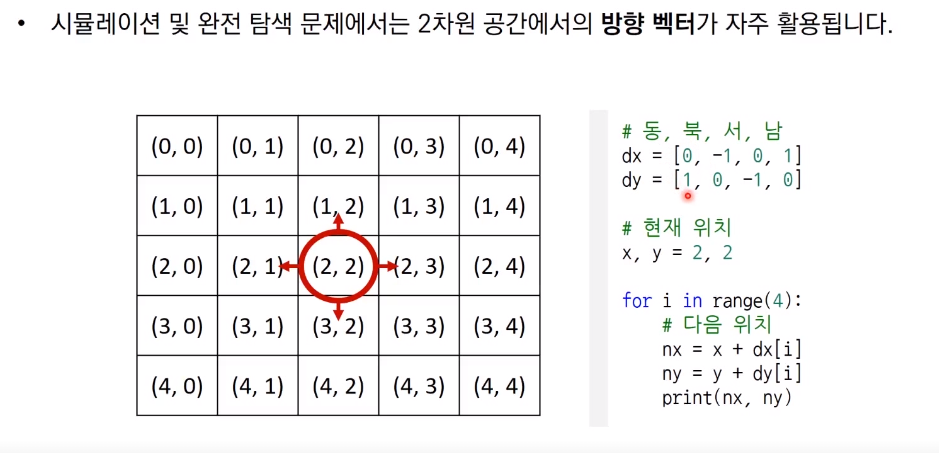 • 시뮬레이션 및 완전 탐색 문제에서는 2차원 공간에서의 방향 벡터가 자주 활용됩니다.
(0, 0) (0, 1) (0, 2) (0, 3) (0, 4)
(1, 0) (1, 1) (1, 2) (1, 3) (1, 4)
(2, 0) (2, 1) (2, 2) (2, 3) (2, 4)
(3, 0) (3, 1) (3, 2) (3, 3) (3, 4)
(4, 0) (4, 1) (4, 2) (4, 3) (4, 4)
# 동, 북, 서, 남
dx = [0, -1, 0, 1]
dy = [1, 0, -1, 0]
# 현재 위치
x, y = 2, 2
for i in range(4):
    # 다음 위치
    nx = x + dx[i]
    ny = y + dy[i]
    print(nx, ny)